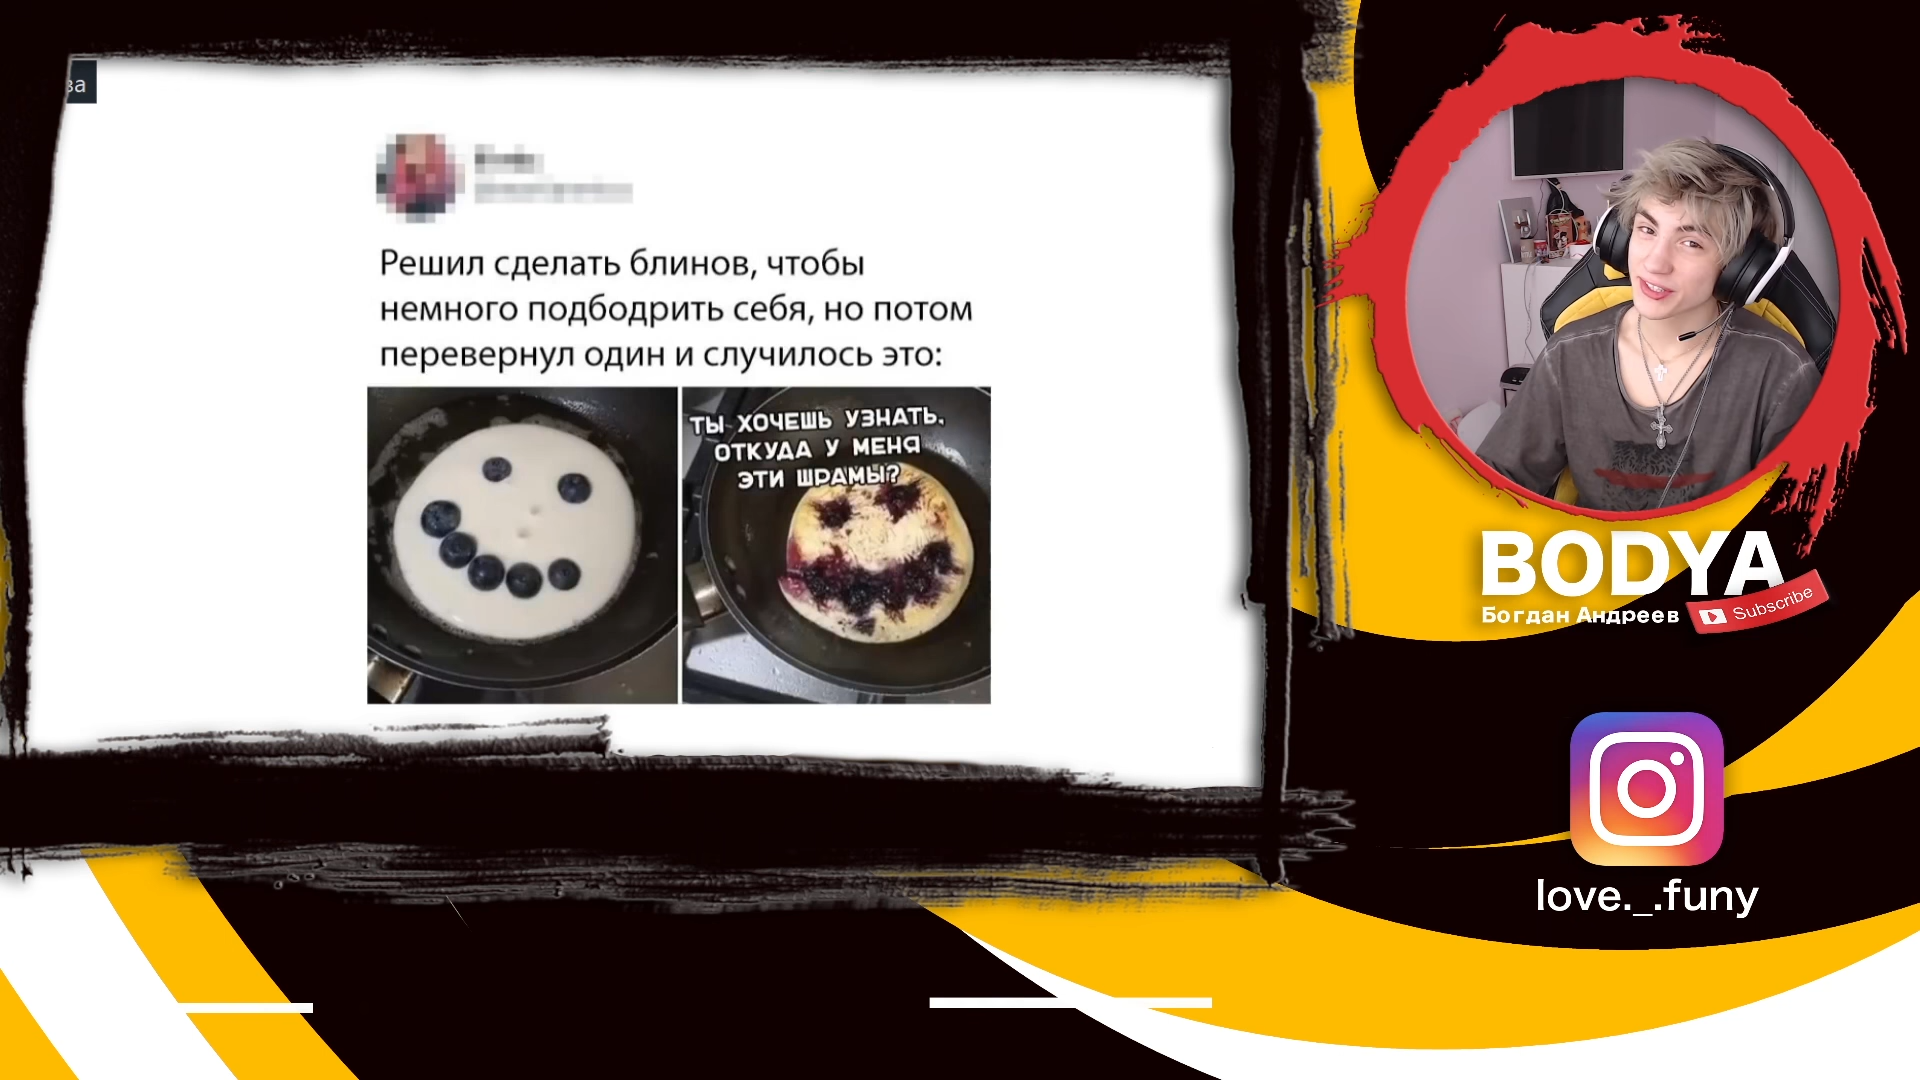 за
Решил сделать блинов, чтобы
немного подбодрить себя, но потом
перевернул один и случилось это:
ТЫ ХОЧЕШЬ УЗНАТЬ,
ОТКУДА У МЕНЯ
ЭТИ ШРАМЫ?
BODYA
Богдан Андреев
Subscribe
love._.funy